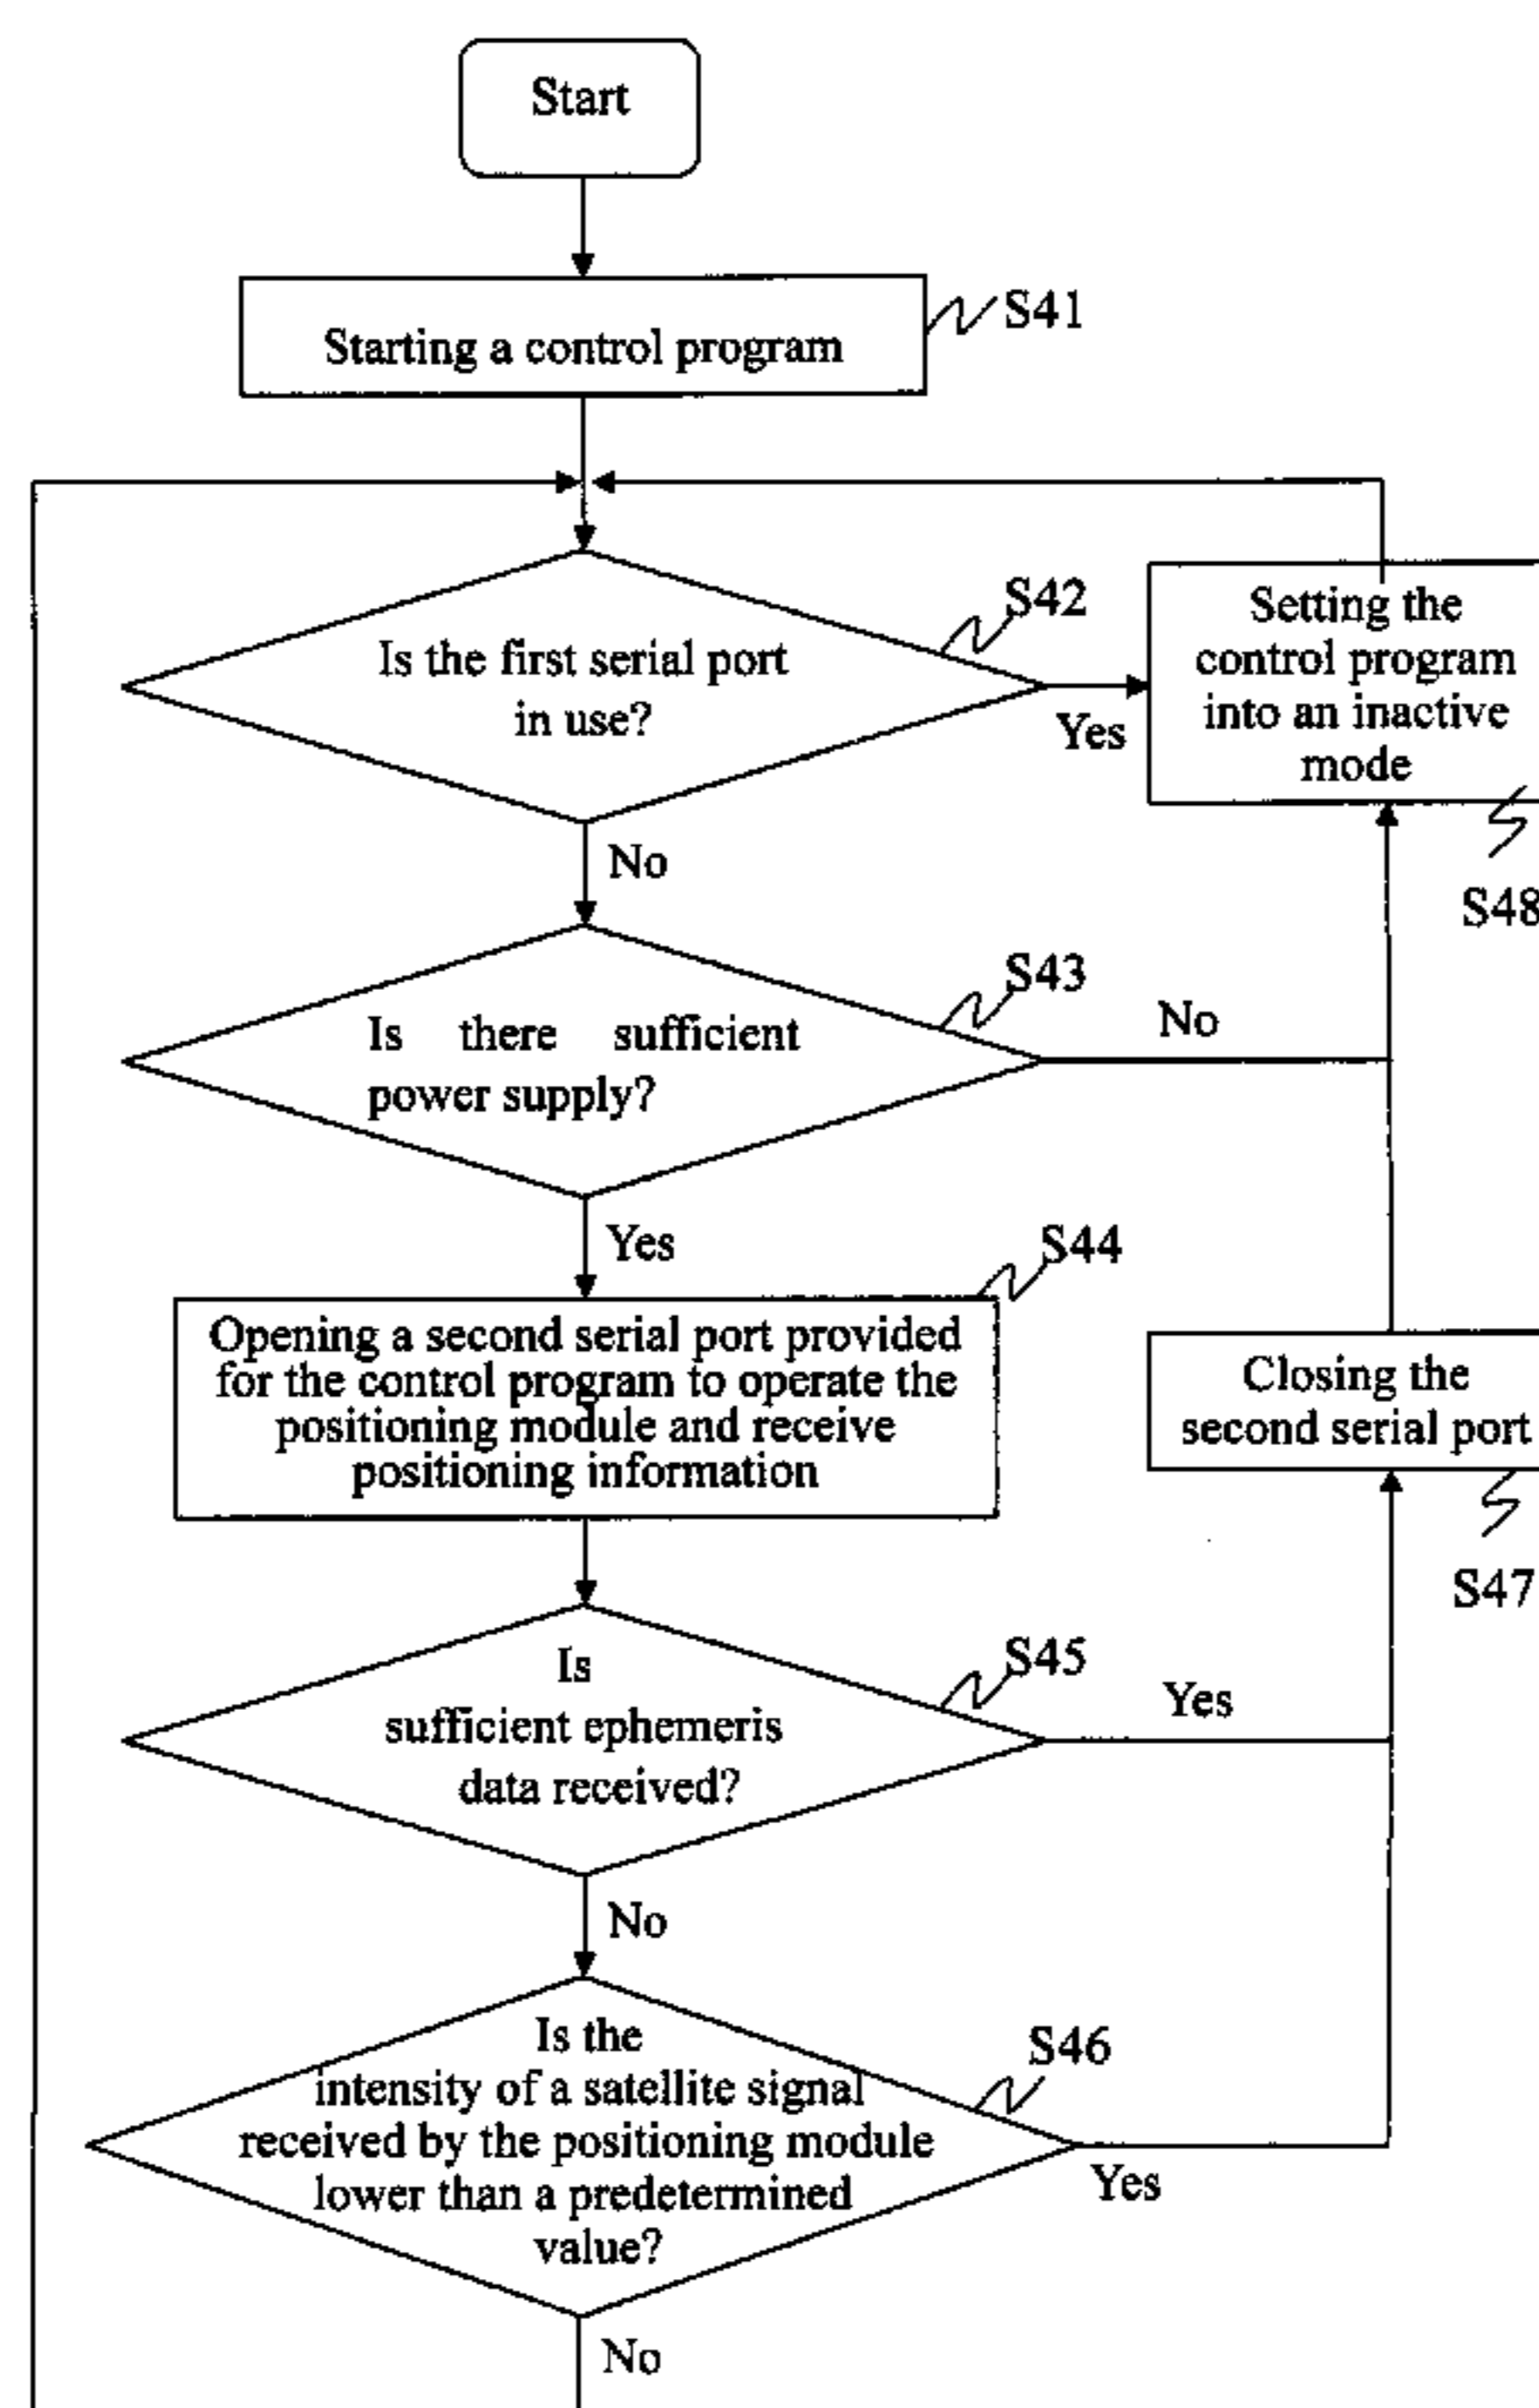 Start
Starting a control program
S41
Is the first serial port
in use?
S42
Yes
Setting the
control program
into an inactive
mode
S48
No
Is there sufficient
power supply?
S43
No
Yes
S44
Opening a second serial port provided
for the control program to operate the
positioning module and receive
positioning information
Closing the
second serial port
S47
Is
sufficient ephemeris
data received?
S45
Yes
No
Is the
intensity of a satellite signal
received by the positioning module
lower than a predetermined
value?
S46
Yes
No